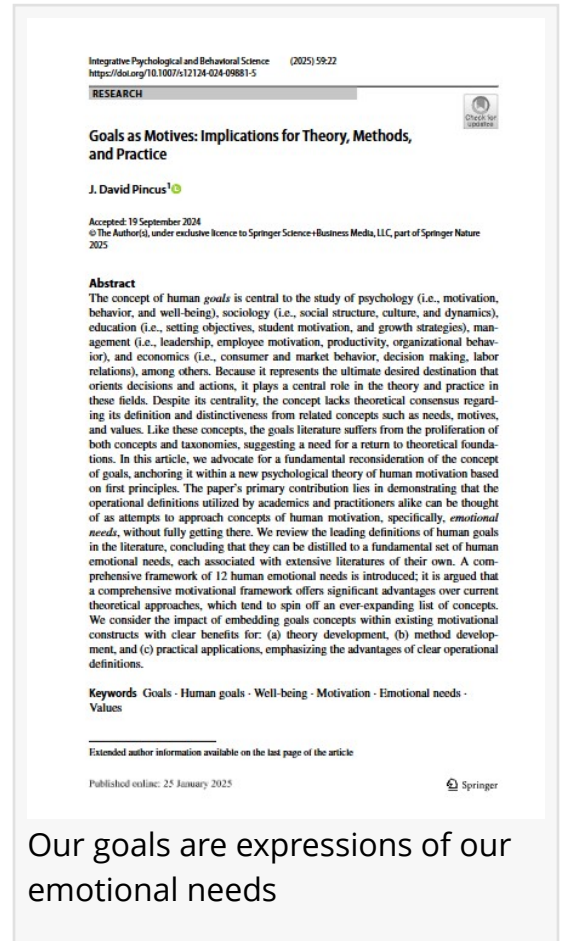 Integrative Psychological and Behavioral Science (2025) 59:22
https://doi.org/10.1007/s12124-024-09881-5
RESEARCH
Check for
updates
Goals as Motives: Implications for Theory, Methods,
and Practice
J. David Pincus¹
Accepted: 19 September 2024
© The Author(s), under exclusive licence to Springer Science+Business Media, LLC, part of Springer Nature
2025
Abstract
The concept of human goals is central to the study of psychology (i.e., motivation,
behavior, and well-being), sociology (i.e., social structure, culture, and dynamics),
education (i.e., setting objectives, student motivation, and growth strategies), man-
agement (i.e., leadership, employee motivation, productivity, organizational behav-
ior), and economics (i.e., consumer and market behavior, decision making, labor
relations), among others. Because it represents the ultimate desired destination that
orients decisions and actions, it plays a central role in the theory and practice in
these fields. Despite its centrality, the concept lacks theoretical consensus regard-
ing its definition and distinctiveness from related concepts such as needs, motives,
and values. Like these concepts, the goals literature suffers from the proliferation of
both concepts and taxonomies, suggesting a need for a return to theoretical founda-
tions. In this article, we advocate for a fundamental reconsideration of the concept
of goals, anchoring it within a new psychological theory of human motivation based
on first principles. The paper's primary contribution lies in demonstrating that the
operational definitions utilized by academics and practitioners alike can be thought
of as attempts to approach concepts of human motivation, specifically, emotional
needs, without fully getting there. We review the leading definitions of human goals
in the literature, concluding that they can be distilled to a fundamental set of human
emotional needs, each associated with extensive literatures of their own. A com-
prehensive framework of 12 human emotional needs is introduced; it is argued that
a comprehensive motivational framework offers significant advantages over current
theoretical approaches, which tend to spin off an ever-expanding list of concepts.
We consider the impact of embedding goals concepts within existing motivational
constructs with clear benefits for: (a) theory development, (b) method develop-
ment, and (c) practical applications, emphasizing the advantages of clear operational
definitions.
Keywords Goals · Human goals · Well-being · Motivation · Emotional needs ·
Values
Extended author information available on the last page of the article
Published online: 25 January 2025
Springer
Our goals are expressions of our
emotional needs